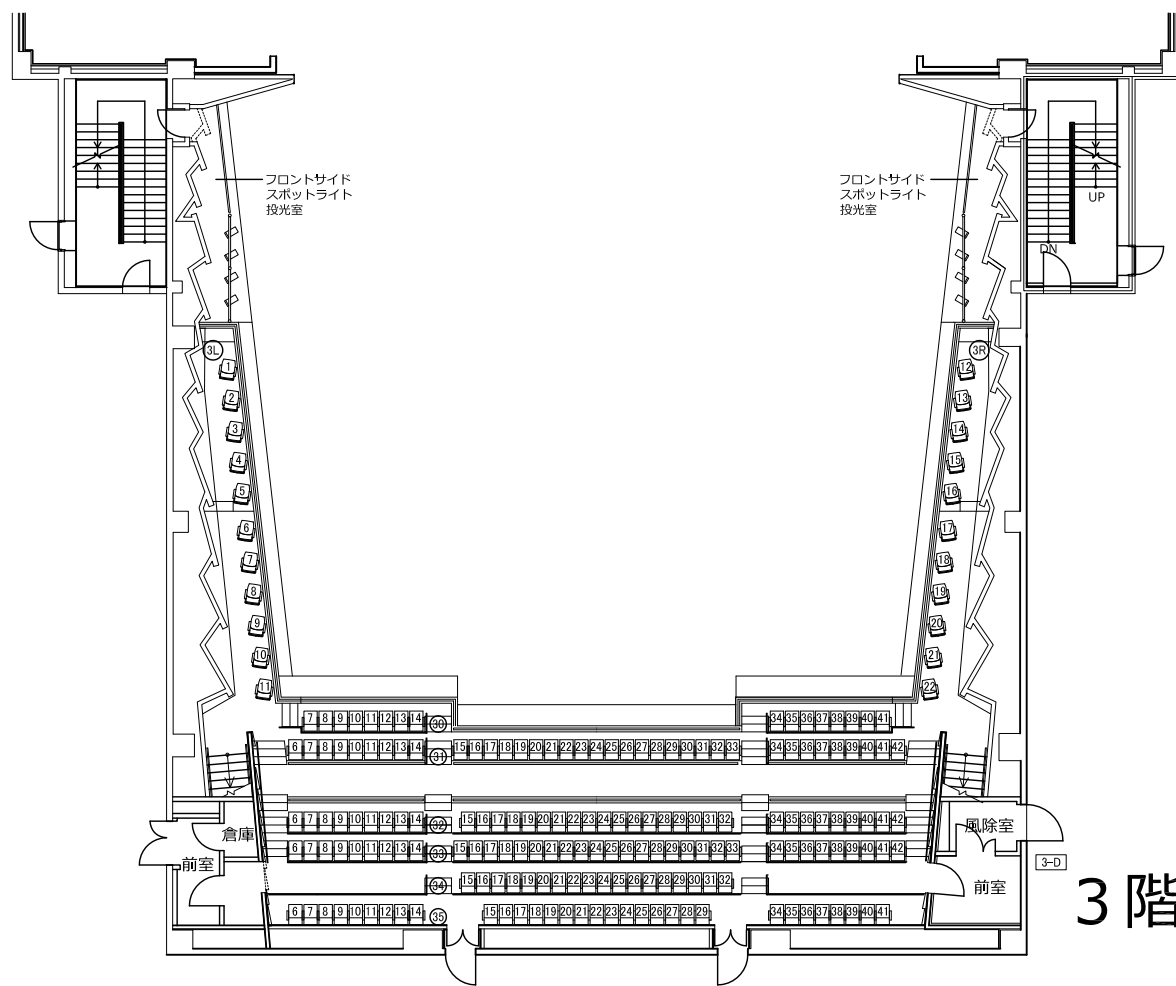 フロントサイド
スポットライト
投光室
フロントサイド
スポットライト
投光室
UP
DN
3L
3R
1
12
2
13
3
14
4
15
5
16
6
17
7
18
8
19
9
20
10
21
11
22
7 8 9 10 11 12 13 14 30 34 35 36 37 38 39 40 41
6 7 8 9 10 11 12 13 14 31 15 16 17 18 19 20 21 22 23 24 25 26 27 28 29 30 31 32 33 34 35 36 37 38 39 40 41 42
6 7 8 9 10 11 12 13 14 32 15 16 17 18 19 20 21 22 23 24 25 26 27 28 29 30 31 32 34 35 36 37 38 39 40 41 42
倉庫
風除室
6 7 8 9 10 11 12 13 14 33 15 16 17 18 19 20 21 22 23 24 25 26 27 28 29 30 31 32 33 34 35 36 37 38 39 40 41 42
前室
3-D
34 15 16 17 18 19 20 21 22 23 24 25 26 27 28 29 30 31 32
前室
3階
6 7 8 9 10 11 12 13 14 35 15 16 17 18 19 20 21 22 23 24 25 26 27 28 29 34 35 36 37 38 39 40 41